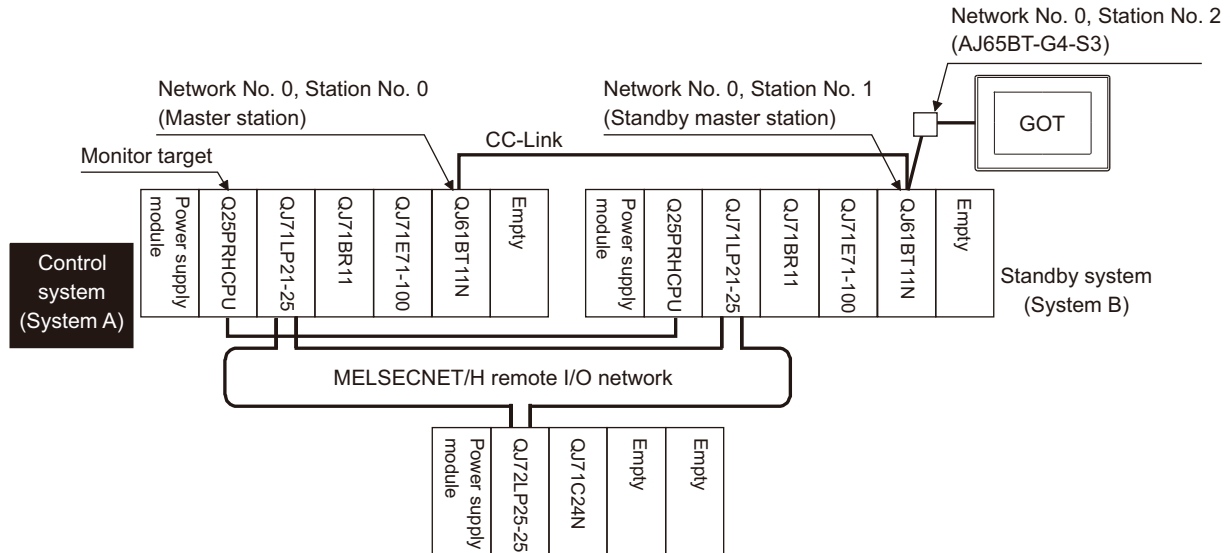 Network No. 0, Station No. 2
(AJ65BT-G4-S3)
Network No. 0, Station No. 0
(Master station)
Network No. 0, Station No. 1
(Standby master station)
GOT
CC-Link
Monitor target
Power supply
module
Q25PRHCPU
QJ71LP21-25
QJ71BR11
QJ71E71-100
QJ61BT11N
Empty
Power supply
module
Q25PRHCPU
QJ71LP21-25
QJ71BR11
QJ71E71-100
QJ61BT11N
Empty
Control
system
(System A)
Standby system
(System B)
MELSECNET/H remote I/O network
Power supply
module
QJ72LP25-25
QJ71C24N
Empty
Empty